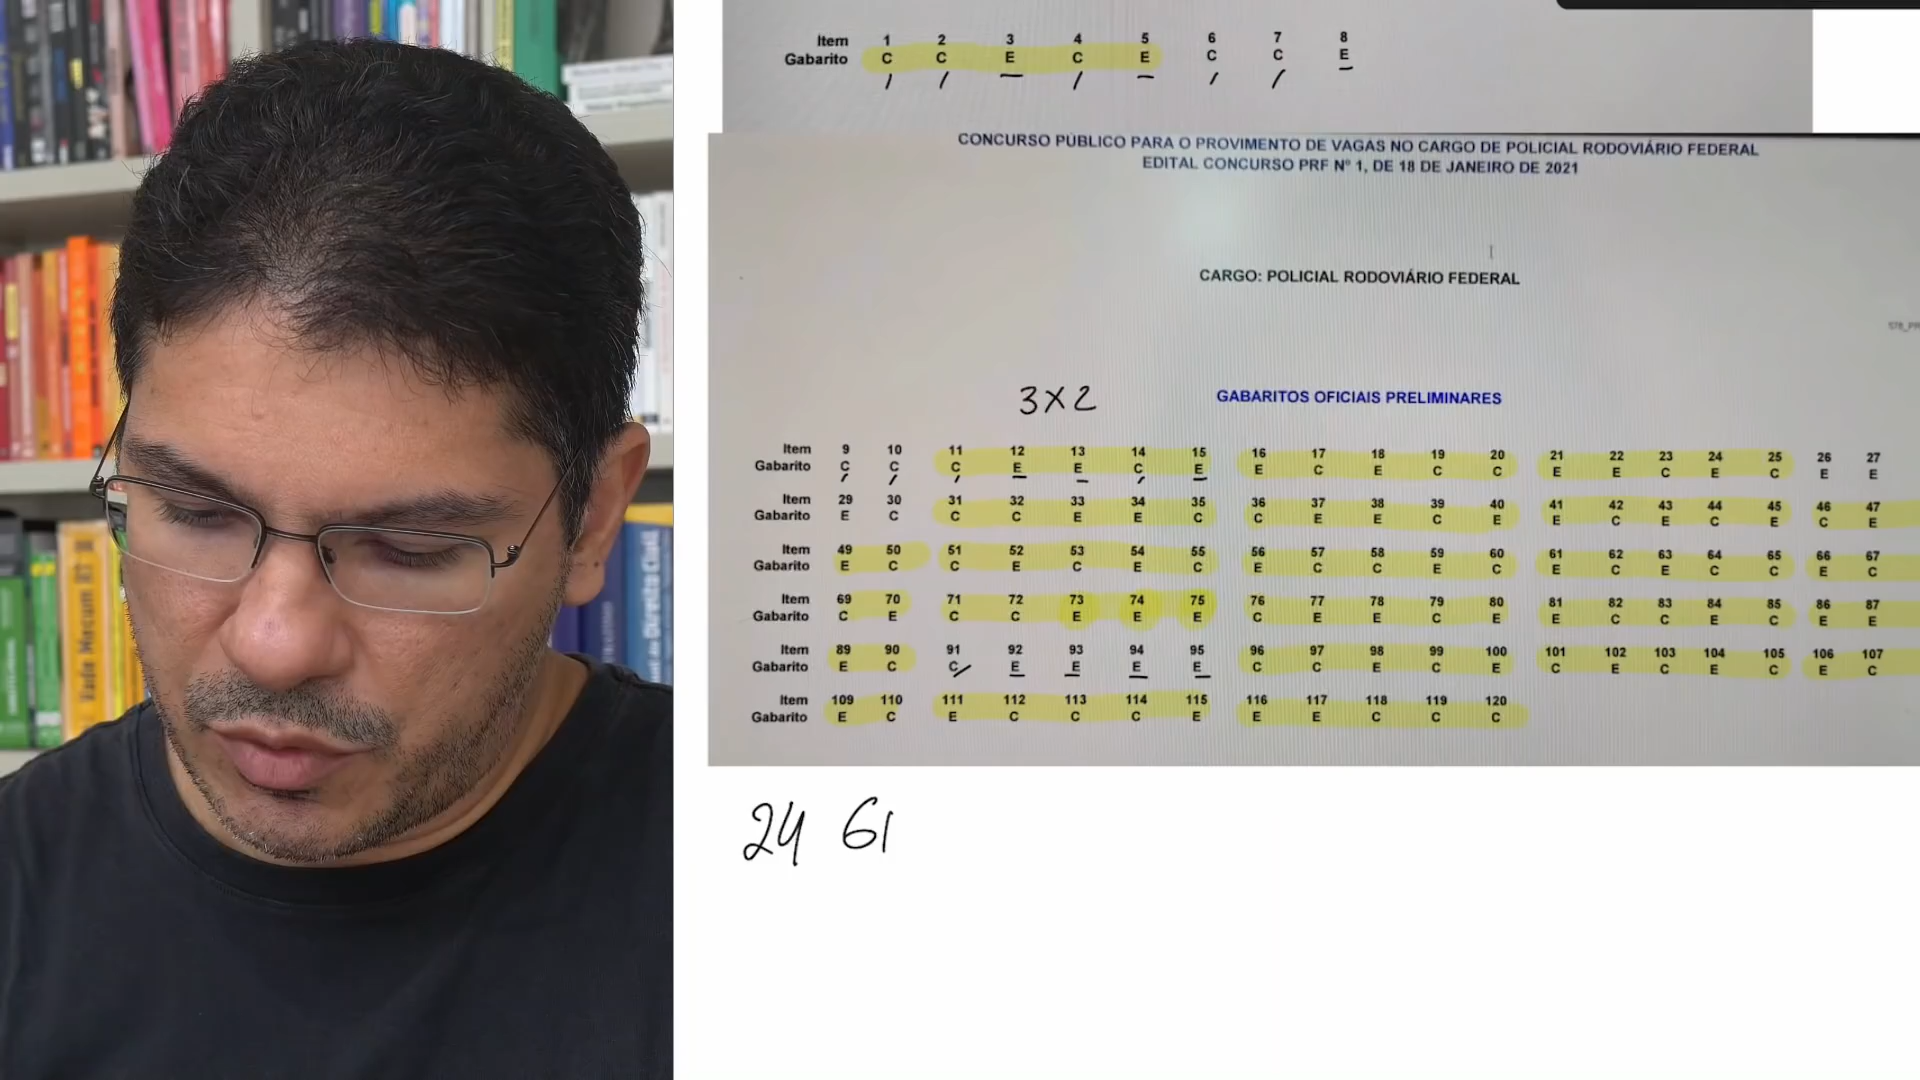 Item 1 2 3 4 5 6 7 8
Gabarito C C E C E C C E
CONCURSO PÚBLICO PARA O PROVIMENTO DE VAGAS NO CARGO DE POLICIAL RODOVIÁRIO FEDERAL
EDITAL CONCURSO PRF Nº 1, DE 18 DE JANEIRO DE 2021
CARGO: POLICIAL RODOVIÁRIO FEDERAL
3X2
GABARITOS OFICIAIS PRELIMINARES
Item 9 10 11 12 13 14 15 16 17 18 19 20 21 22 23 24 25 26 27
Gabarito C C C E E C E E C E C C E E C E C E E
Item 29 30 31 32 33 34 35 36 37 38 39 40 41 42 43 44 45 46 47
Gabarito E C C C E E C C E E C E E C E C E C E
Item 49 50 51 52 53 54 55 56 57 58 59 60 61 62 63 64 65 66 67
Gabarito E C C E C E C E C C E C E C E C C E C
Item 69 70 71 72 73 74 75 76 77 78 79 80 81 82 83 84 85 86 87
Gabarito C E C C E E E C E E C E E C C E C E E
Item 89 90 91 92 93 94 95 96 97 98 99 100 101 102 103 104 105 106 107
Gabarito E C C E E E E C C E C E C E C E C E C
Item 109 110 111 112 113 114 115 116 117 118 119 120
Gabarito E C E C C C E E E C C C
24 61
Vade Macum
de Direito Civil